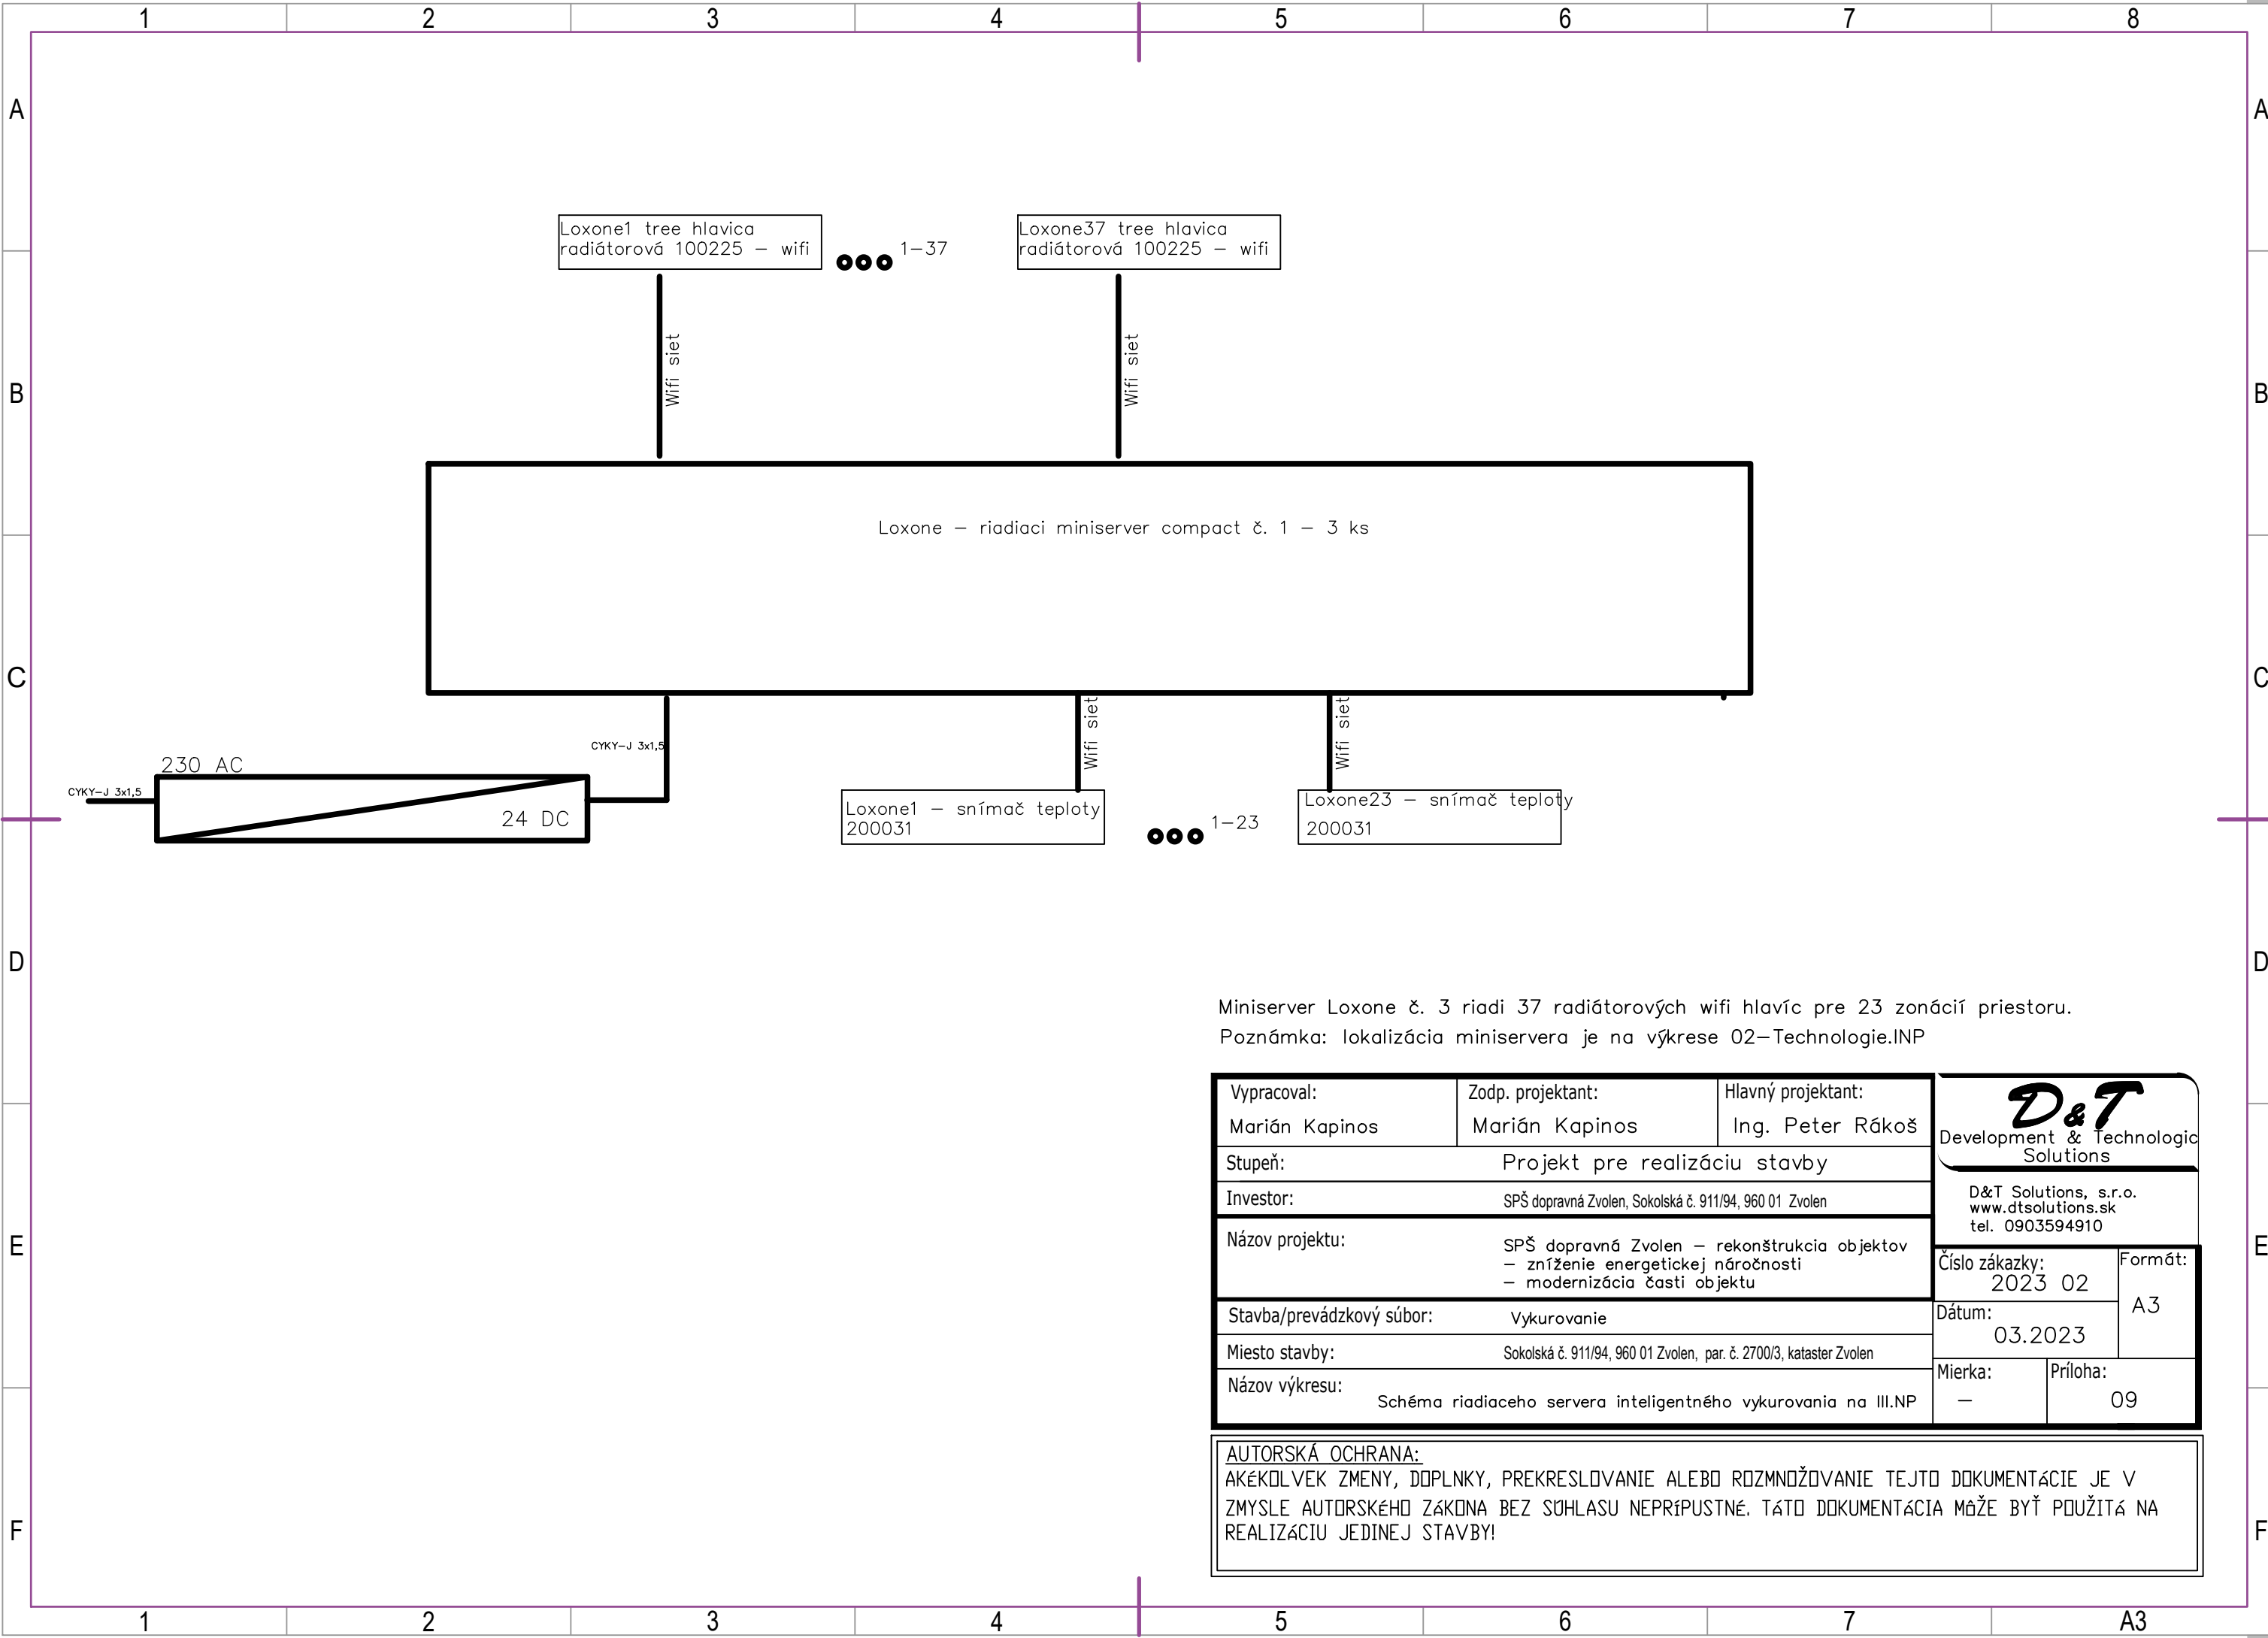 1 2 3 4 5 6 7 8
A A
Loxone1 tree hlavica
radiátorová 100225 – wifi
1–37
Loxone37 tree hlavica
radiátorová 100225 – wifi
Wifi siet
Wifi siet
B B
Loxone – riadiaci miniserver compact č. 1 – 3 ks
C C
CYKY–J 3x1,5
230 AC
24 DC
CYKY–J 3x1,5
Wifi siet
Wifi siet
Loxone1 – snímač teploty
200031
1–23
Loxone23 – snímač teploty
200031
D D
Miniserver Loxone č. 3 riadi 37 radiátorových wifi hlavíc pre 23 zonácií priestoru.
Poznámka: lokalizácia miniservera je na výkrese 02–Technologie.INP
Vypracoval:
Marián Kapinos
Zodp. projektant:
Marián Kapinos
Hlavný projektant:
Ing. Peter Rákoš
D&T
Development & Technologic
Solutions
Stupeň: Projekt pre realizáciu stavby
Investor: SPŠ dopravná Zvolen, Sokolská č. 911/94, 960 01 Zvolen
D&T Solutions, s.r.o.
www.dtsolutions.sk
tel. 0903594910
E E
Názov projektu: SPŠ dopravná Zvolen – rekonštrukcia objektov
– zníženie energetickej náročnosti
– modernizácia časti objektu
Číslo zákazky:
2023 02
Formát:
A3
Stavba/prevádzkový súbor: Vykurovanie
Dátum:
03.2023
Miesto stavby: Sokolská č. 911/94, 960 01 Zvolen, par. č. 2700/3, kataster Zvolen
Názov výkresu: Schéma riadiaceho servera inteligentného vykurovania na III.NP
Mierka:
–
Príloha:
09
AUTORSKÁ OCHRANA:
AKéKOLVEK ZMENY, DOPLNKY, PREKRESLOVANIE ALEBO ROZMNOŽOVANIE TEJTO DOKUMENTáCIE JE V
ZMYSLE AUTORSKéHO ZáKONA BEZ SúHLASU NEPRíPUSTNé. TáTO DOKUMENTáCIA MôŽE BYŤ POUŽITá NA
REALIZáCIU JEDINEJ STAVBY!
F F
1 2 3 4 5 6 7 A3